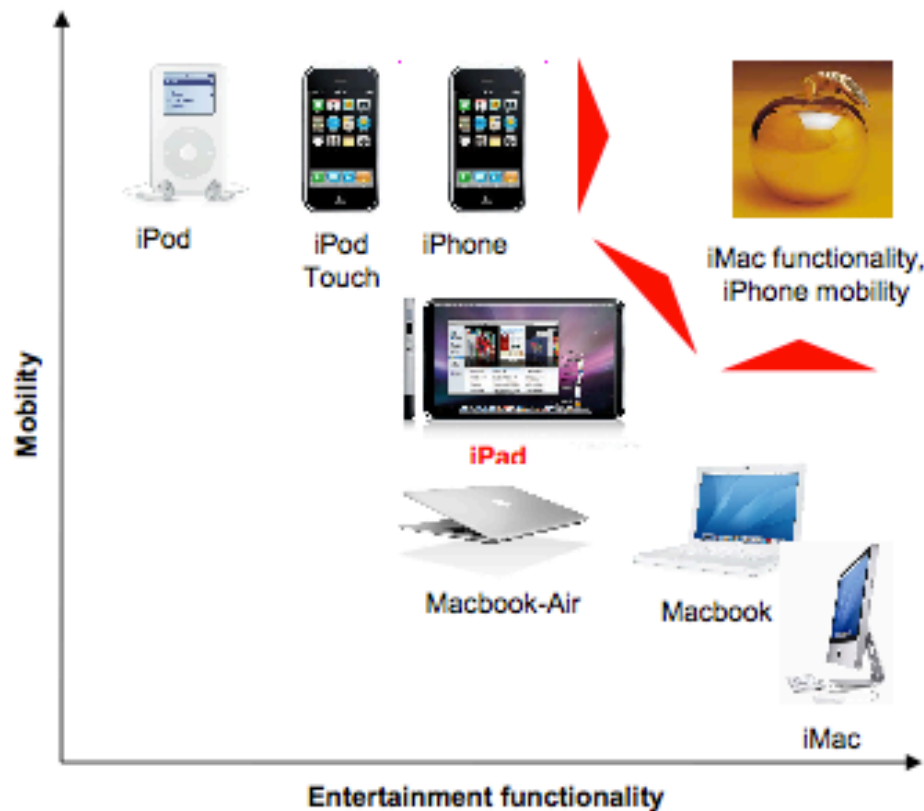 iPod
iPod
Touch
iPhone
iMac functionality,
iPhone mobility
Mobility
iPad
Macbook-Air
Macbook
iMac
Entertainment functionality